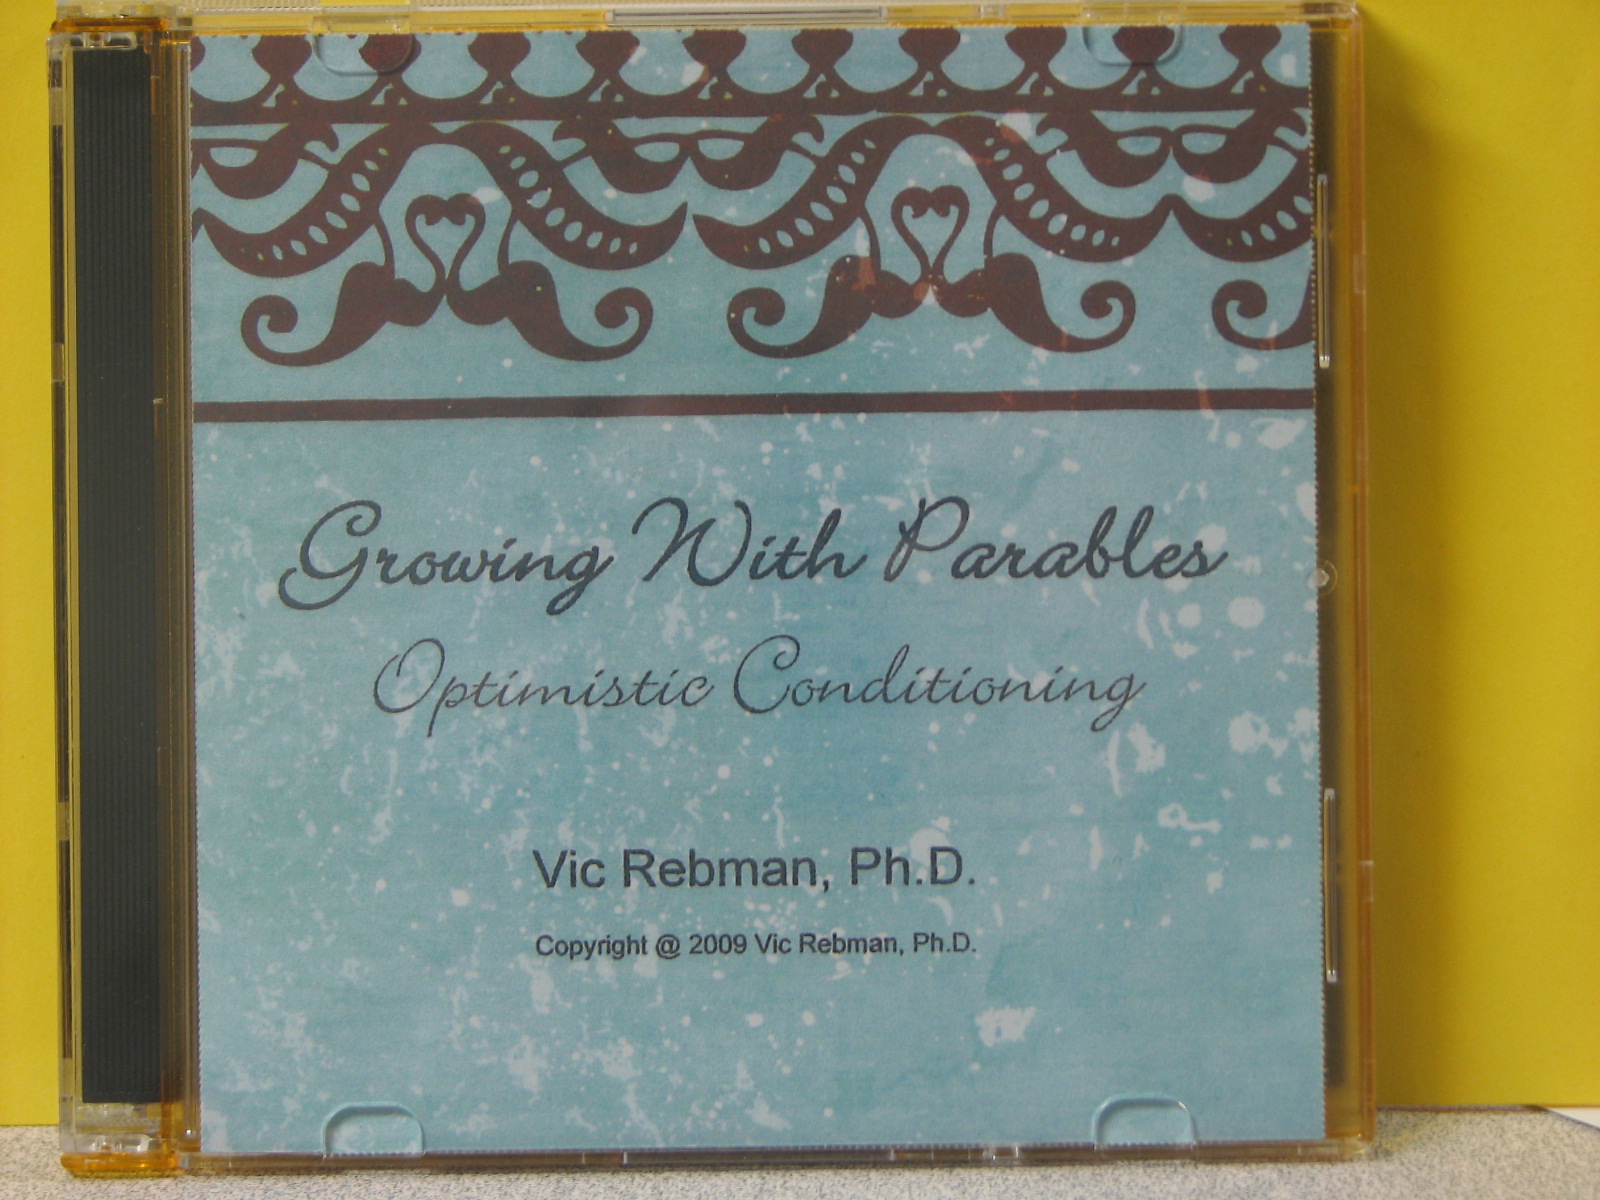 Growing With Parables
Optimistic Conditioning
Vic Rebman, Ph.D.
Copyright @ 2009 Vic Rebman, Ph.D.